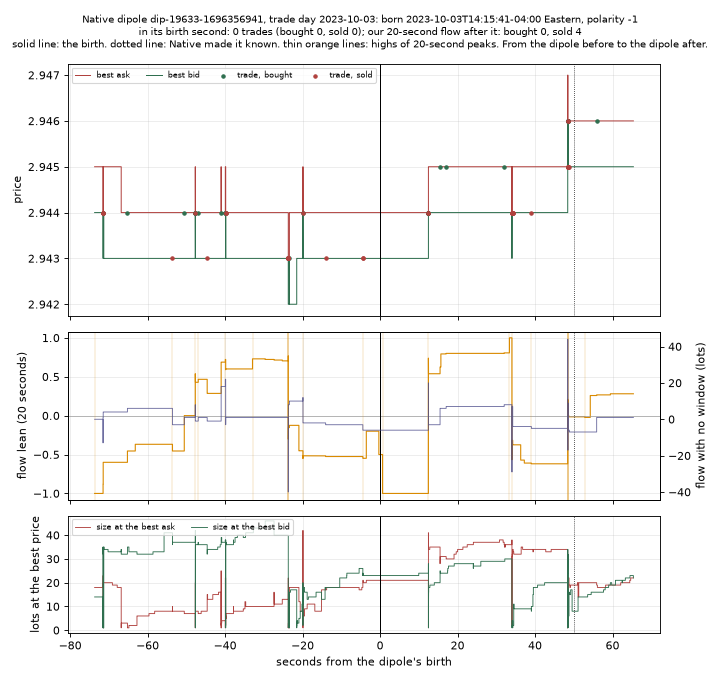 Native dipole dip-19633-1696356941, trade day 2023-10-03: born 2023-10-03T14:15:41-04:00 Eastern, polarity -1
in its birth second: 0 trades (bought 0, sold 0); our 20-second flow after it: bought 0, sold 4
solid line: the birth. dotted line: Native made it known. thin orange lines: highs of 20-second peaks. From the dipole before to the dipole after.
best ask best bid trade, bought trade, sold
2.947
2.946
2.945
2.944
2.943
2.942
price
1.0
0.5
0.0
−0.5
−1.0
flow lean (20 seconds)
40
20
0
−20
−40
flow with no window (lots)
size at the best ask size at the best bid
40
30
20
10
0
lots at the best price
−80 −60 −40 −20 0 20 40 60
seconds from the dipole's birth